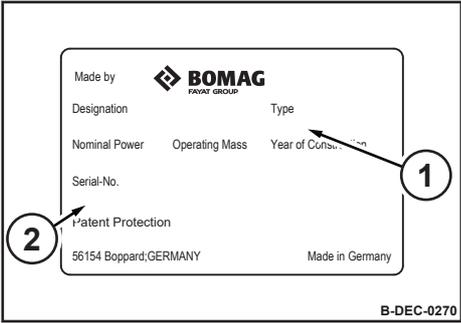 Made by BOMAG
FAYAT GROUP
Designation Type
1
Nominal Power Operating Mass Year of Construction
Serial-No.
2
Patent Protection
56154 Boppard;GERMANY Made in Germany
B-DEC-0270